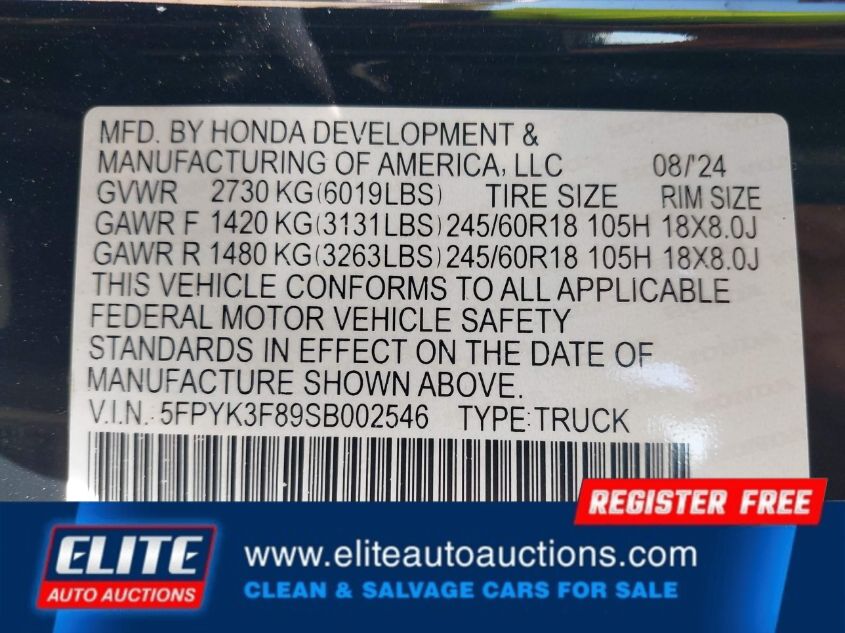 MFD. BY HONDA DEVELOPMENT &
MANUFACTURING OF AMERICA, LLC 08/'24
GVWR 2730 KG(6019LBS) TIRE SIZE RIM SIZE
GAWR F 1420 KG(3131LBS) 245/60R18 105H 18X8.0J
GAWR R 1480 KG(3263LBS) 245/60R18 105H 18X8.0J
THIS VEHICLE CONFORMS TO ALL APPLICABLE
FEDERAL MOTOR VEHICLE SAFETY
STANDARDS IN EFFECT ON THE DATE OF
MANUFACTURE SHOWN ABOVE.
V.I.N.: 5FPYK3F89SB002546 TYPE:TRUCK
REGISTER FREE
ELITE
AUTO AUCTIONS
www.eliteautoauctions.com
CLEAN & SALVAGE CARS FOR SALE